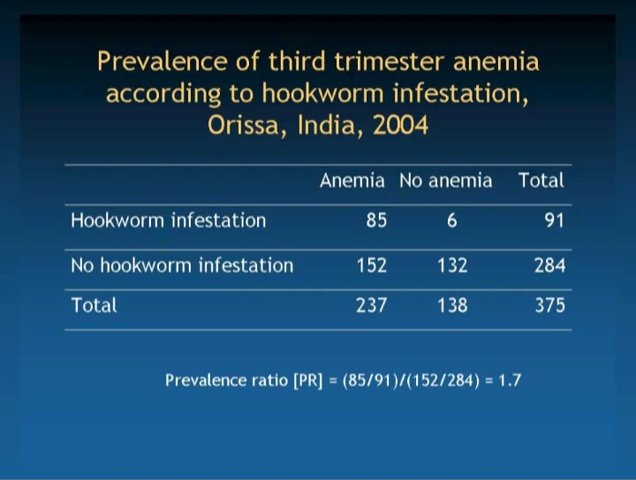 Prevalence of third trimester anemia
according to hookworm infestation,
Orissa, India, 2004
Anemia No anemia Total
Hookworm infestation 85 6 91
No hookworm infestation 152 132 284
Total 237 138 375
Prevalence ratio [PR] = (85/91)/(152/284) = 1.7